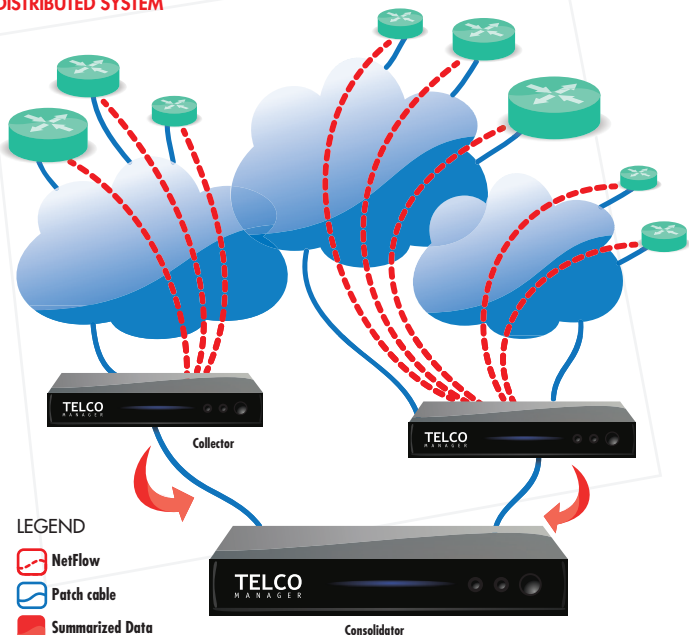 DISTRIBUTED SYSTEM
TELCO
MANAGER
Collector
TELCO
MANAGER
LEGEND
NetFlow
Patch cable
Summarized Data
TELCO
MANAGER
Consolidator